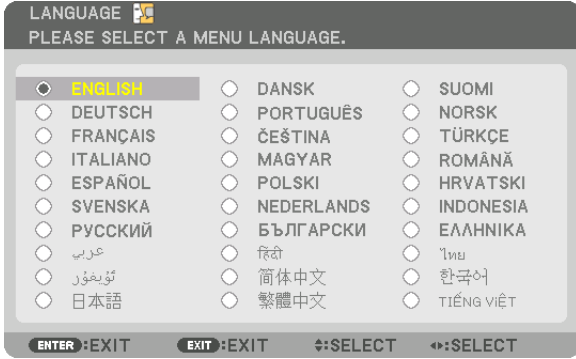 LANGUAGE
PLEASE SELECT A MENU LANGUAGE.
ENGLISH DANSK SUOMI
DEUTSCH PORTUGUÊS NORSK
FRANÇAIS ČEŠTINA TÜRKÇE
ITALIANO MAGYAR ROMÂNĂ
ESPAÑOL POLSKI HRVATSKI
SVENSKA NEDERLANDS INDONESIA
РУССКИЙ БЪЛГАРСКИ ΕΛΛΗΝΙΚΑ
عربي हिंदी ไทย
ئۇيغۇر 简体中文 한국어
日本語 繁體中文 TIẾNG VIỆT
ENTER :EXIT EXIT :EXIT :SELECT :SELECT